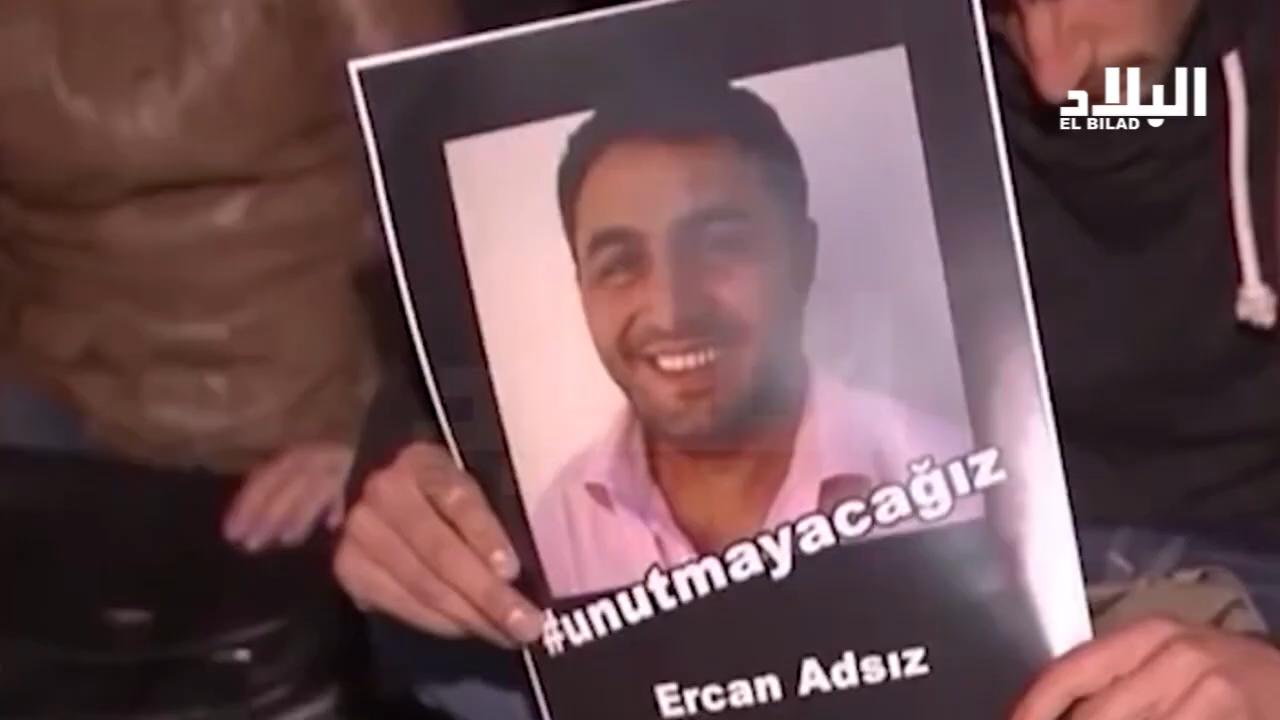 البلاد
EL BILAD
#unutmayacağız
Ercan Adsız